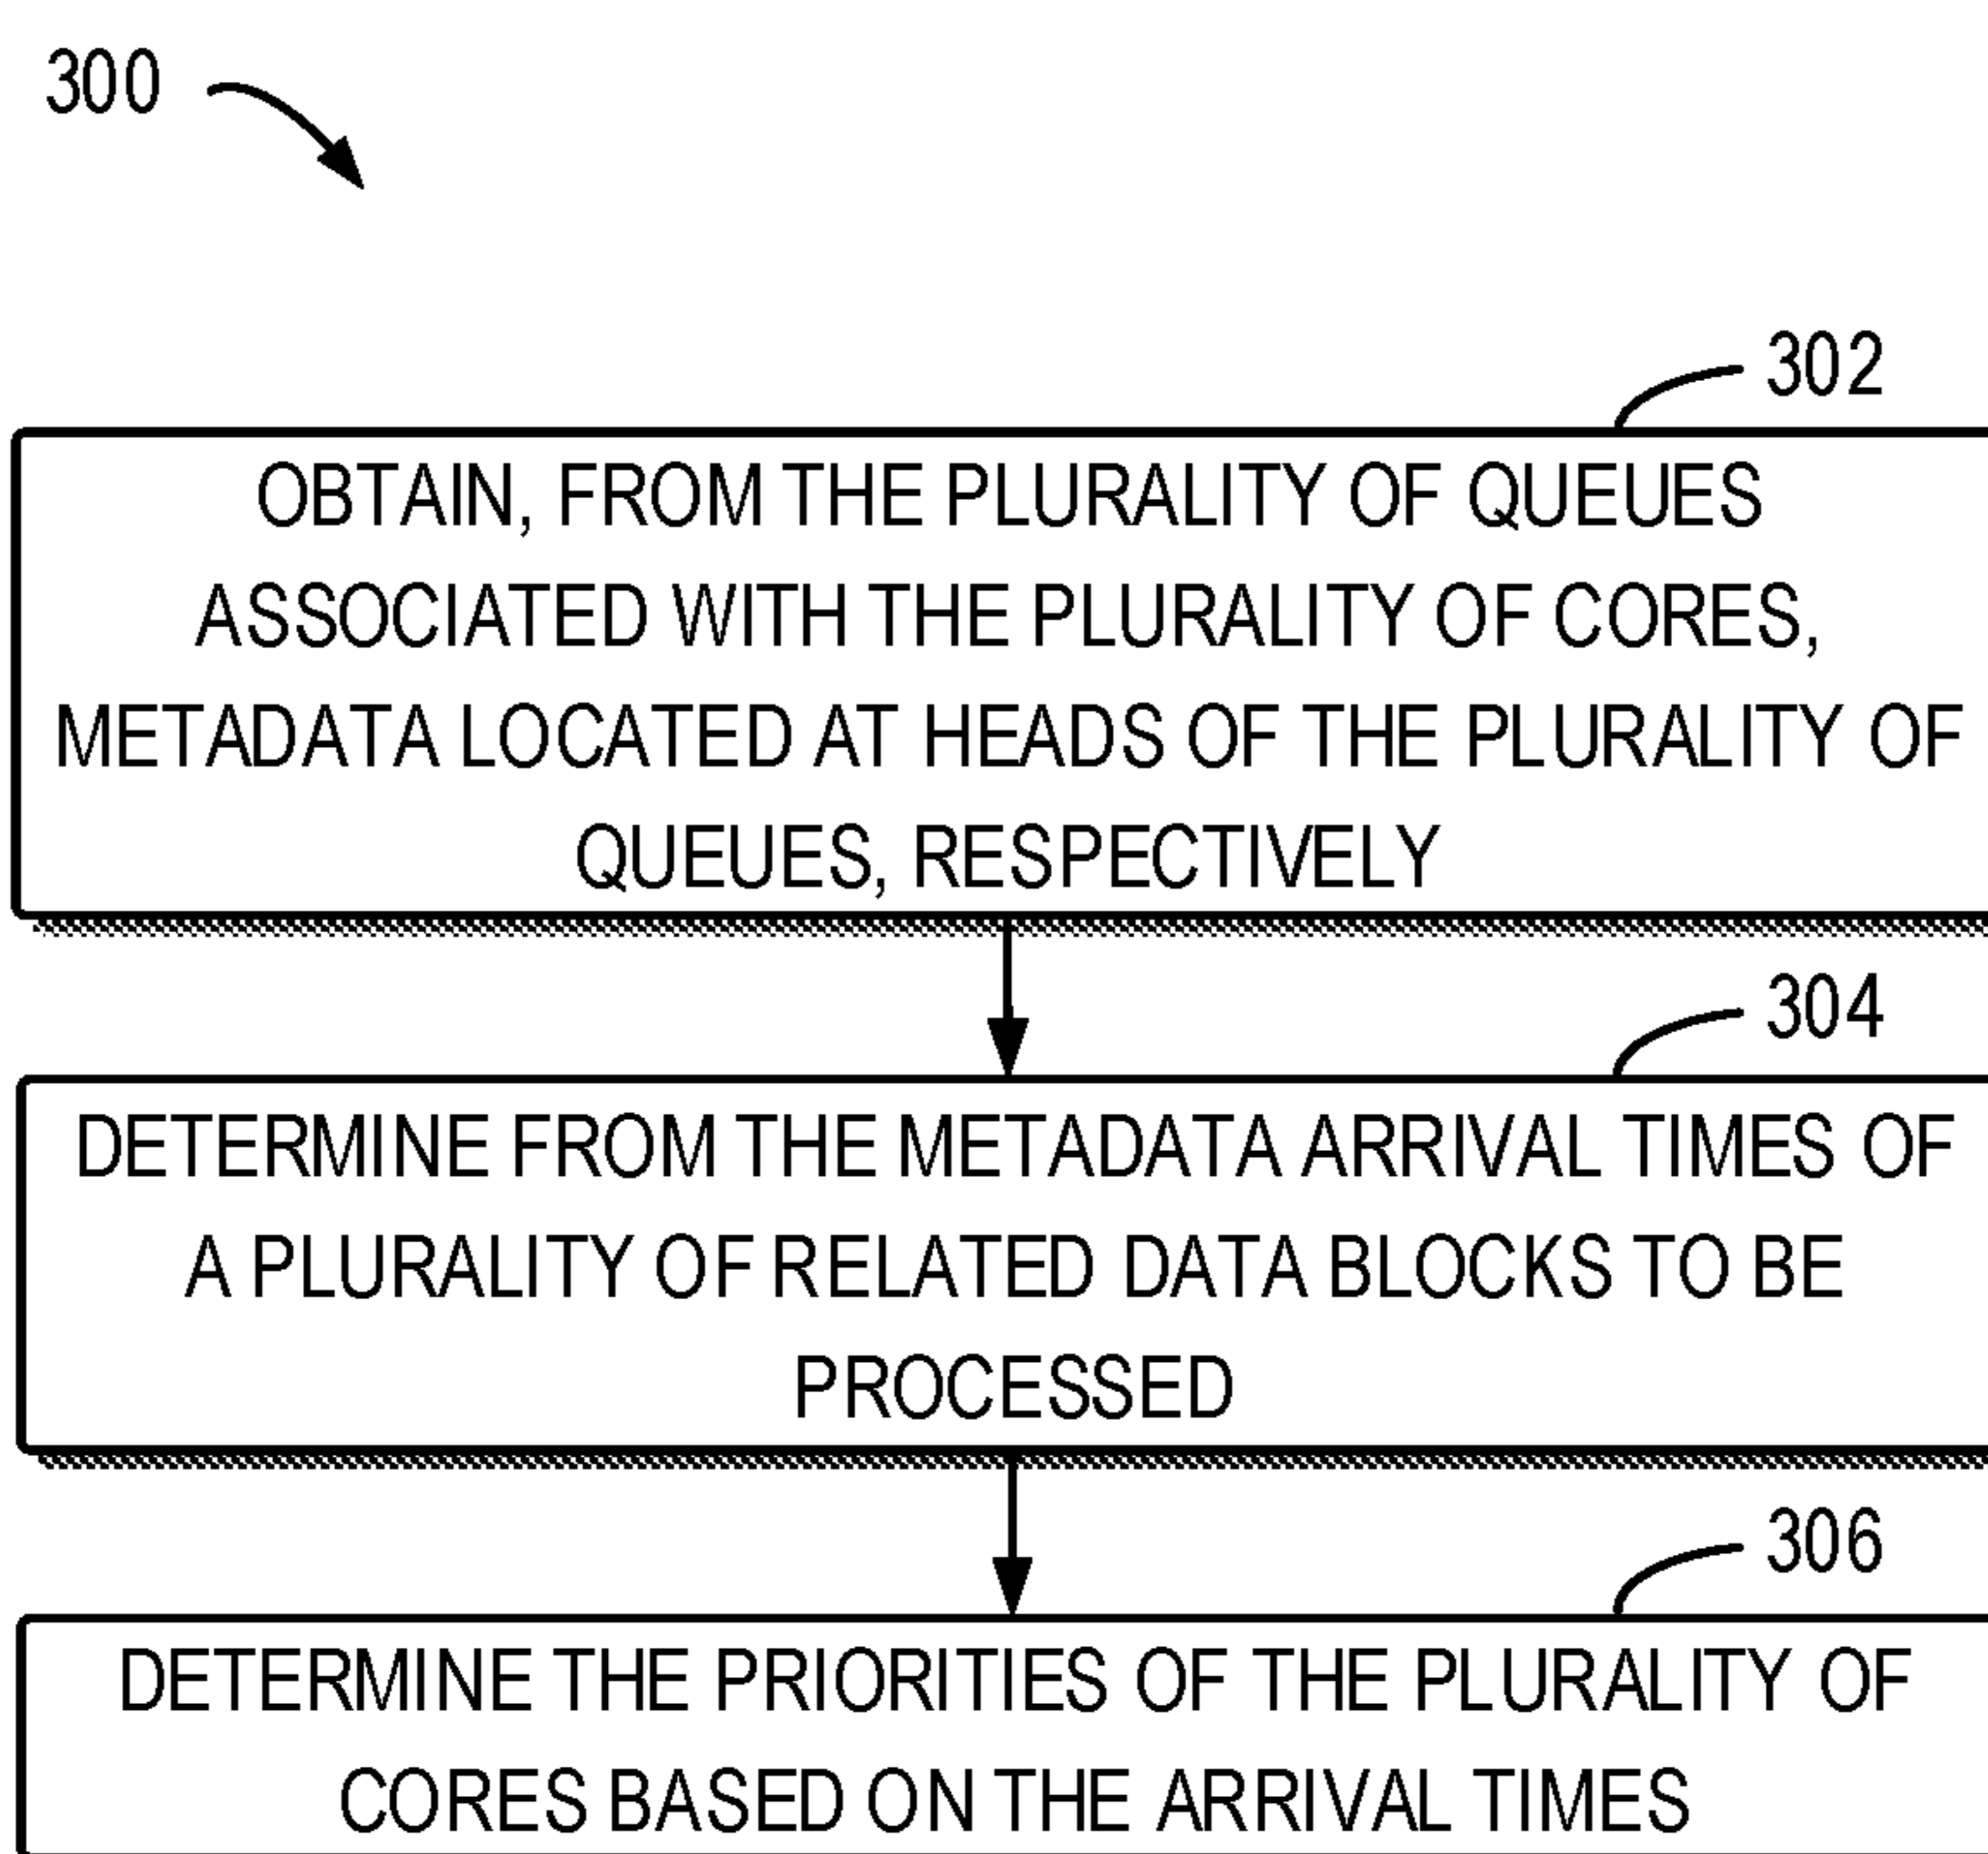 300
302
OBTAIN, FROM THE PLURALITY OF QUEUES
ASSOCIATED WITH THE PLURALITY OF CORES,
METADATA LOCATED AT HEADS OF THE PLURALITY OF
QUEUES, RESPECTIVELY
304
DETERMINE FROM THE METADATA ARRIVAL TIMES OF
A PLURALITY OF RELATED DATA BLOCKS TO BE
PROCESSED
306
DETERMINE THE PRIORITIES OF THE PLURALITY OF
CORES BASED ON THE ARRIVAL TIMES